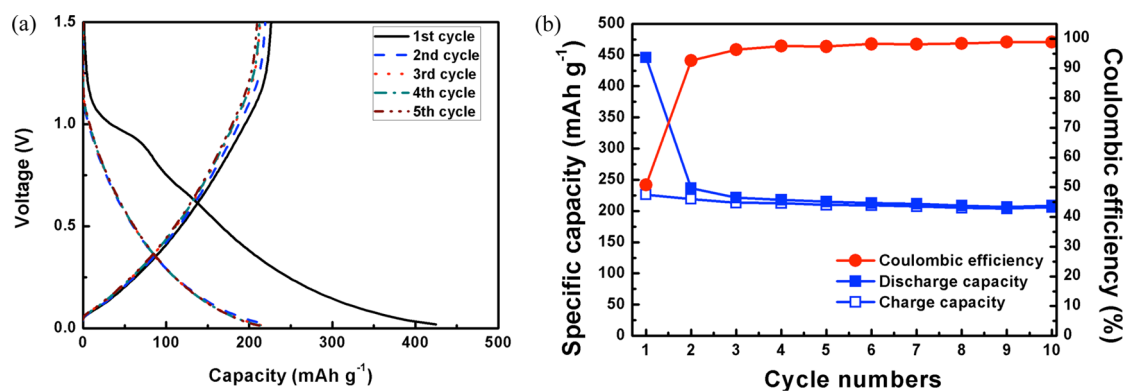 (a)
1.5
1.0
0.5
0.0
Voltage (V)
1st cycle
2nd cycle
3rd cycle
4th cycle
5th cycle
0
100
200
300
400
500
Capacity (mAh g⁻¹)
(b)
500
450
400
350
300
250
200
150
100
50
0
Specific capacity (mAh g⁻¹)
Coulombic efficiency
Discharge capacity
Charge capacity
100
90
80
70
60
50
40
30
20
10
0
Coulombic efficiency (%)
1 2 3 4 5 6 7 8 9 10
Cycle numbers